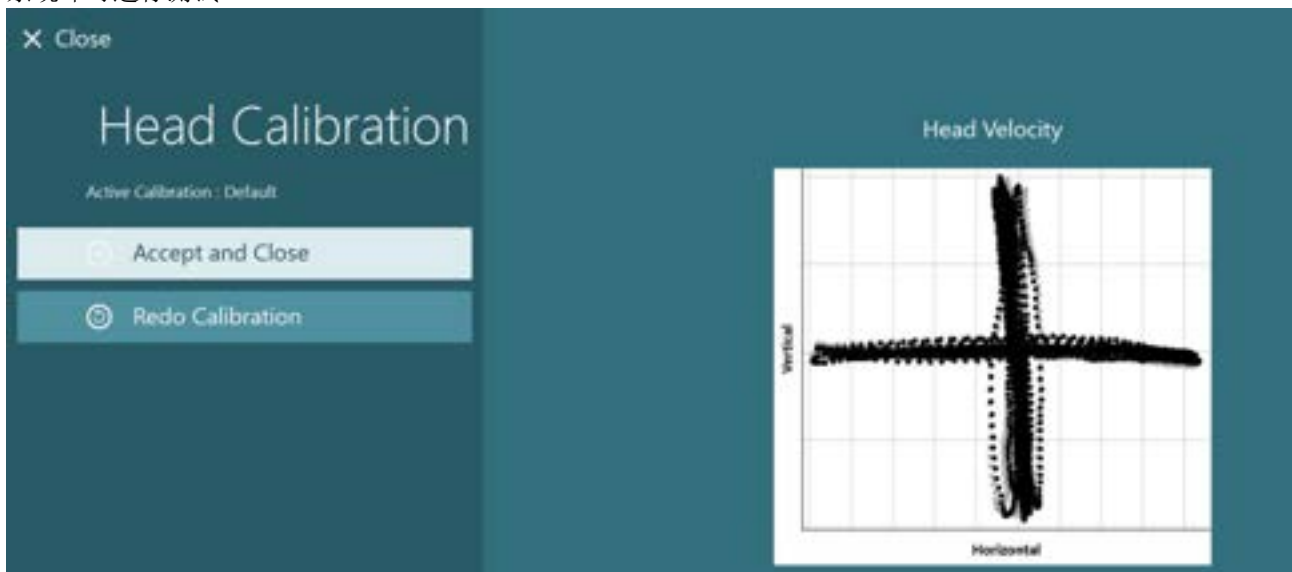 Close
Head Calibration
Active Calibration : Default
Accept and Close
Redo Calibration
Head Velocity
Vertical
Horizontal